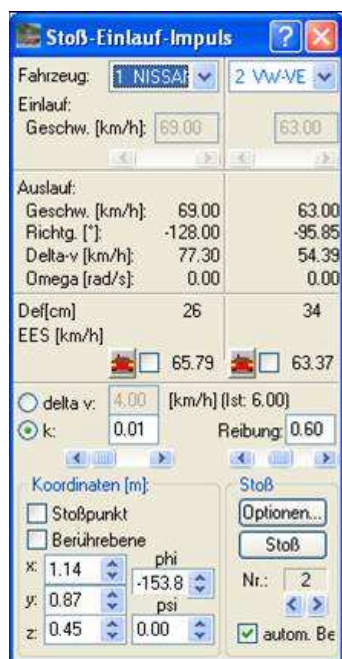 Stoß-Einlauf-Impuls
Fahrzeug: 1 NISSAI 2 VW-VE
Einlauf:
Geschw. [km/h]: 69.00 63.00
Auslauf:
Geschw. [km/h]: 69.00 63.00
Richtg. [°]: -128.00 -95.85
Delta-v [km/h]: 77.30 54.39
Omega [rad/s]: 0.00 0.00
Def[cm] 26 34
EES [km/h]
65.79 63.37
delta v: 4.00 [km/h] (Ist: 6.00)
k: 0.01 Reibung: 0.60
Koordinaten [m]: Stoß
Stoßpunkt Optionen...
Berührebene Stoß
x: 1.14 phi -153.8 Nr.: 2
y: 0.87 psi
z: 0.45 0.00 autom. Be